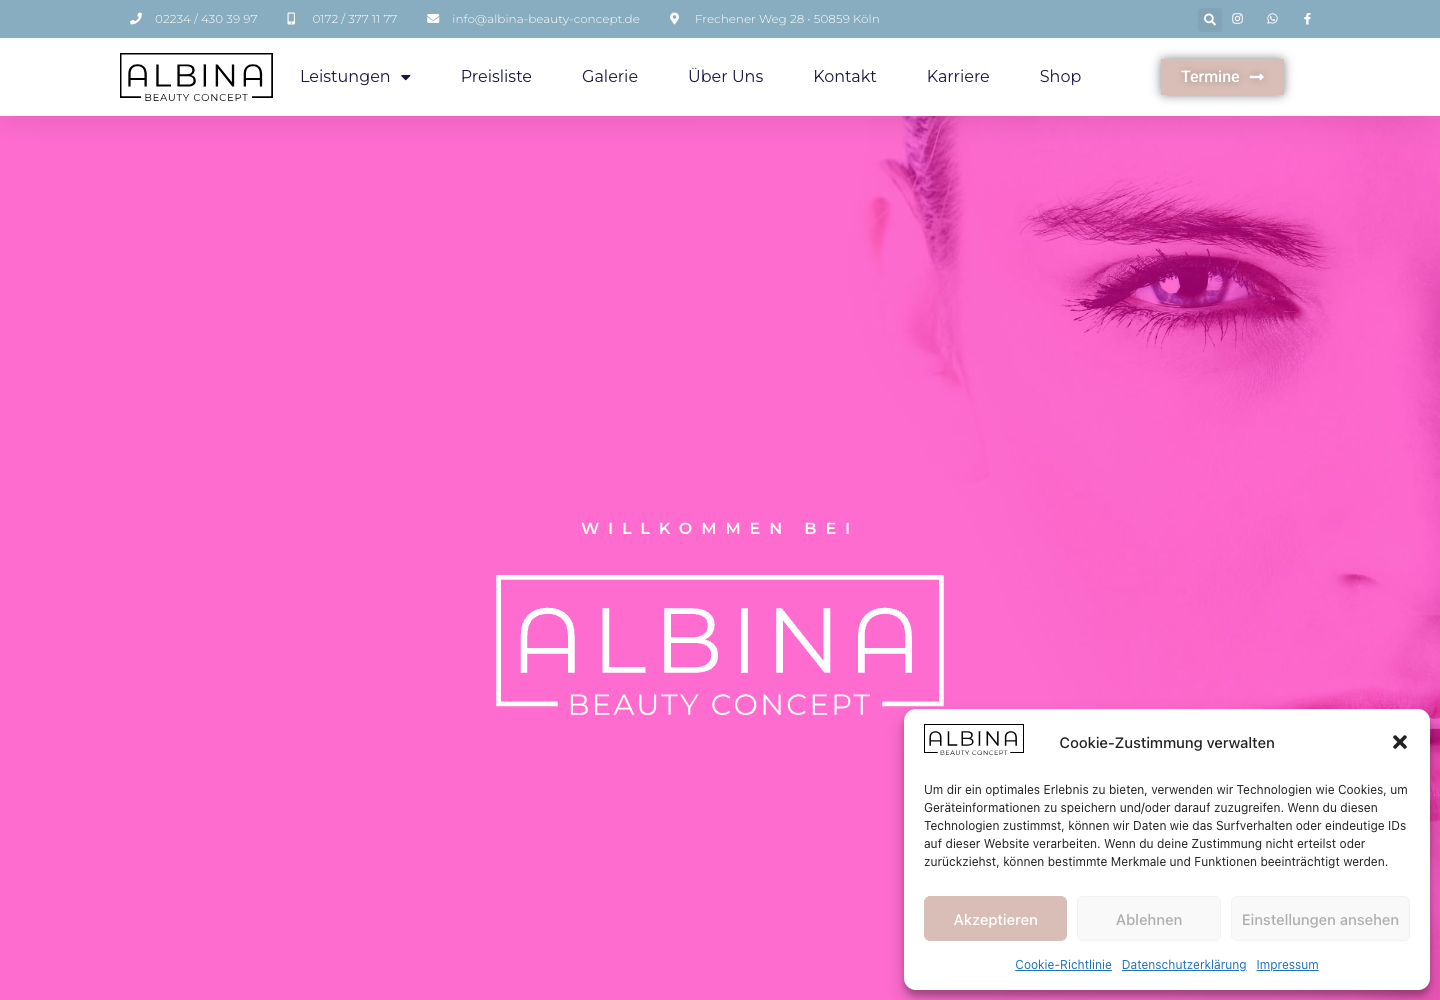 02234 / 430 39 97
0172 / 377 11 77
info@albina-beauty-concept.de
Frechener Weg 28 • 50859 Köln
ALBINA
BEAUTY CONCEPT
Leistungen
Preisliste
Galerie
Über Uns
Kontakt
Karriere
Shop
Termine
WILLKOMMEN BEI
ALBINA
BEAUTY CONCEPT
ALBINA
BEAUTY CONCEPT
Cookie-Zustimmung verwalten
Um dir ein optimales Erlebnis zu bieten, verwenden wir Technologien wie Cookies, um
Geräteinformationen zu speichern und/oder darauf zuzugreifen. Wenn du diesen
Technologien zustimmst, können wir Daten wie das Surfverhalten oder eindeutige IDs
auf dieser Website verarbeiten. Wenn du deine Zustimmung nicht erteilst oder
zurückziehst, können bestimmte Merkmale und Funktionen beeinträchtigt werden.
Akzeptieren
Ablehnen
Einstellungen ansehen
Cookie-Richtlinie
Datenschutzerklärung
Impressum